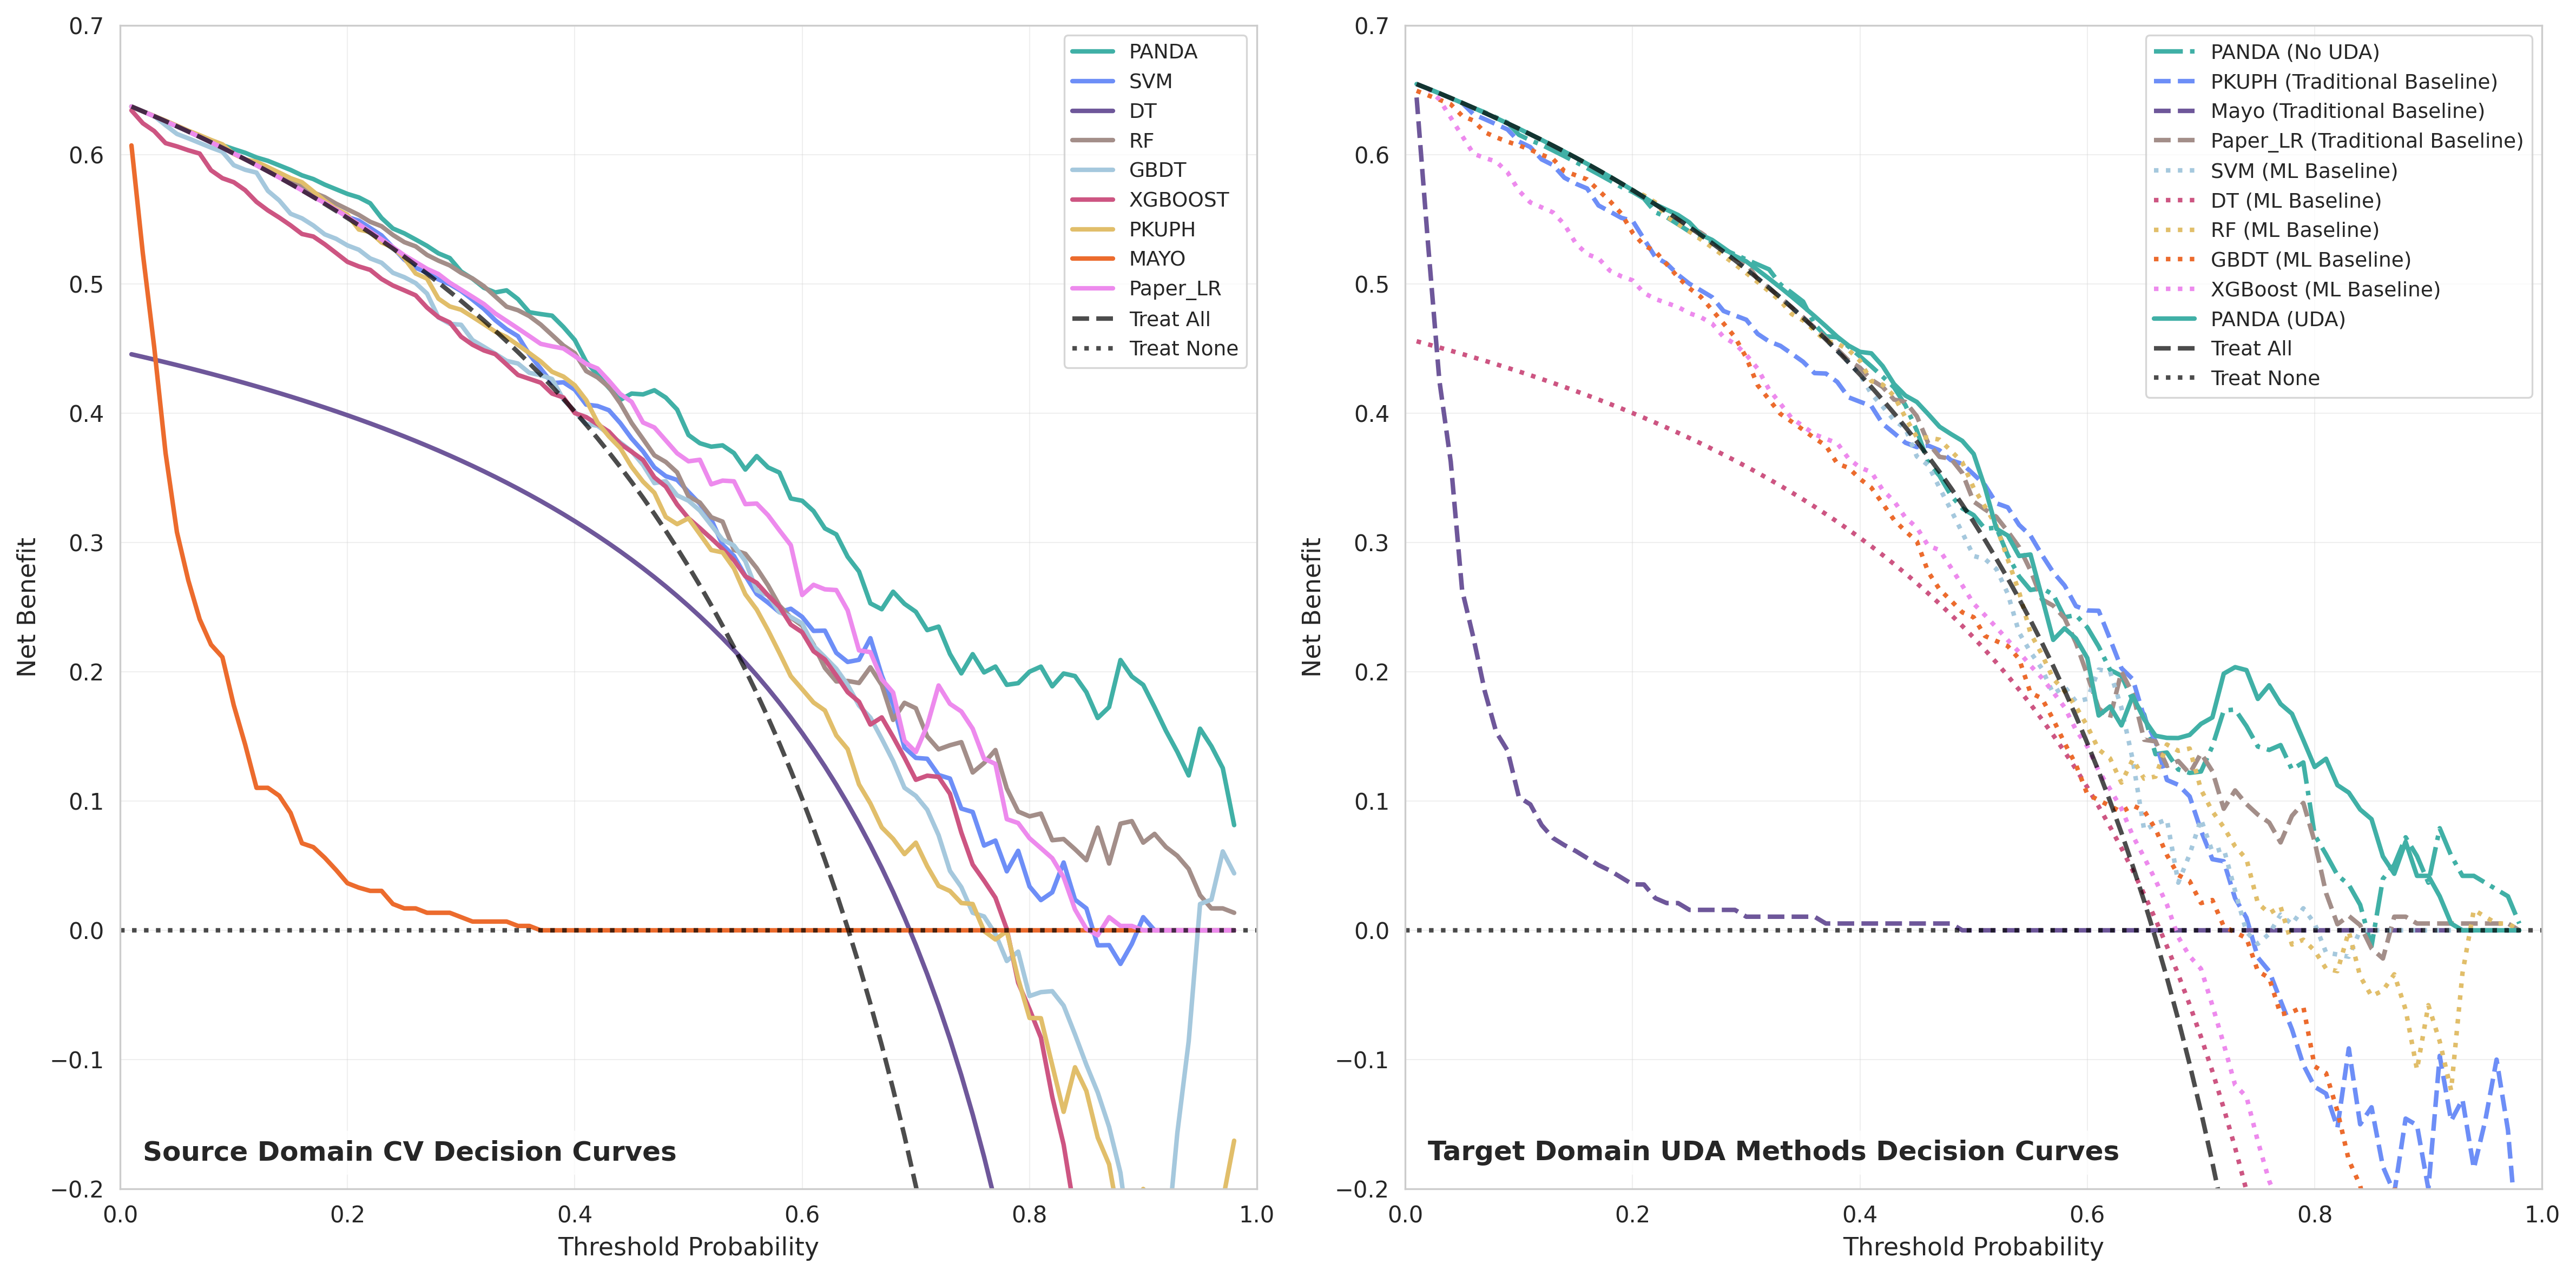 0.7
0.6
0.5
0.4
0.3
0.2
0.1
0.0
−0.1
−0.2
Net Benefit
PANDA
SVM
DT
RF
GBDT
XGBOOST
PKUPH
MAYO
Paper_LR
Treat All
Treat None
Source Domain CV Decision Curves
0.0 0.2 0.4 0.6 0.8 1.0
Threshold Probability
0.7
0.6
0.5
0.4
0.3
0.2
0.1
0.0
−0.1
−0.2
Net Benefit
PANDA (No UDA)
PKUPH (Traditional Baseline)
Mayo (Traditional Baseline)
Paper_LR (Traditional Baseline)
SVM (ML Baseline)
DT (ML Baseline)
RF (ML Baseline)
GBDT (ML Baseline)
XGBoost (ML Baseline)
PANDA (UDA)
Treat All
Treat None
Target Domain UDA Methods Decision Curves
0.0 0.2 0.4 0.6 0.8 1.0
Threshold Probability